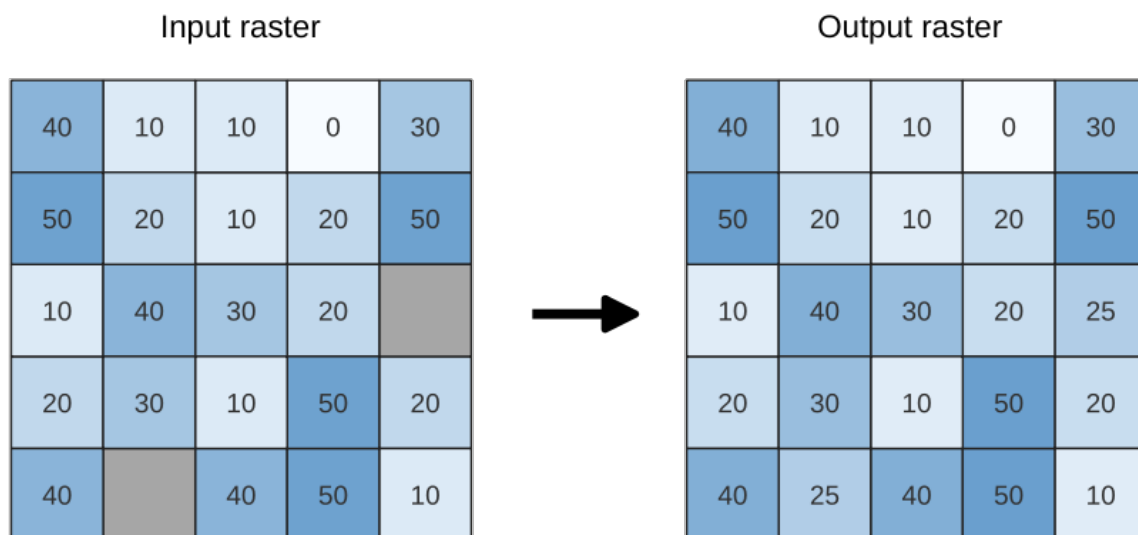 Input raster Output raster
40 10 10 0 30 40 10 10 0 30
50 20 10 20 50 50 20 10 20 50
10 40 30 20 10 40 30 20 25
20 30 10 50 20 20 30 10 50 20
40 40 50 10 40 25 40 50 10